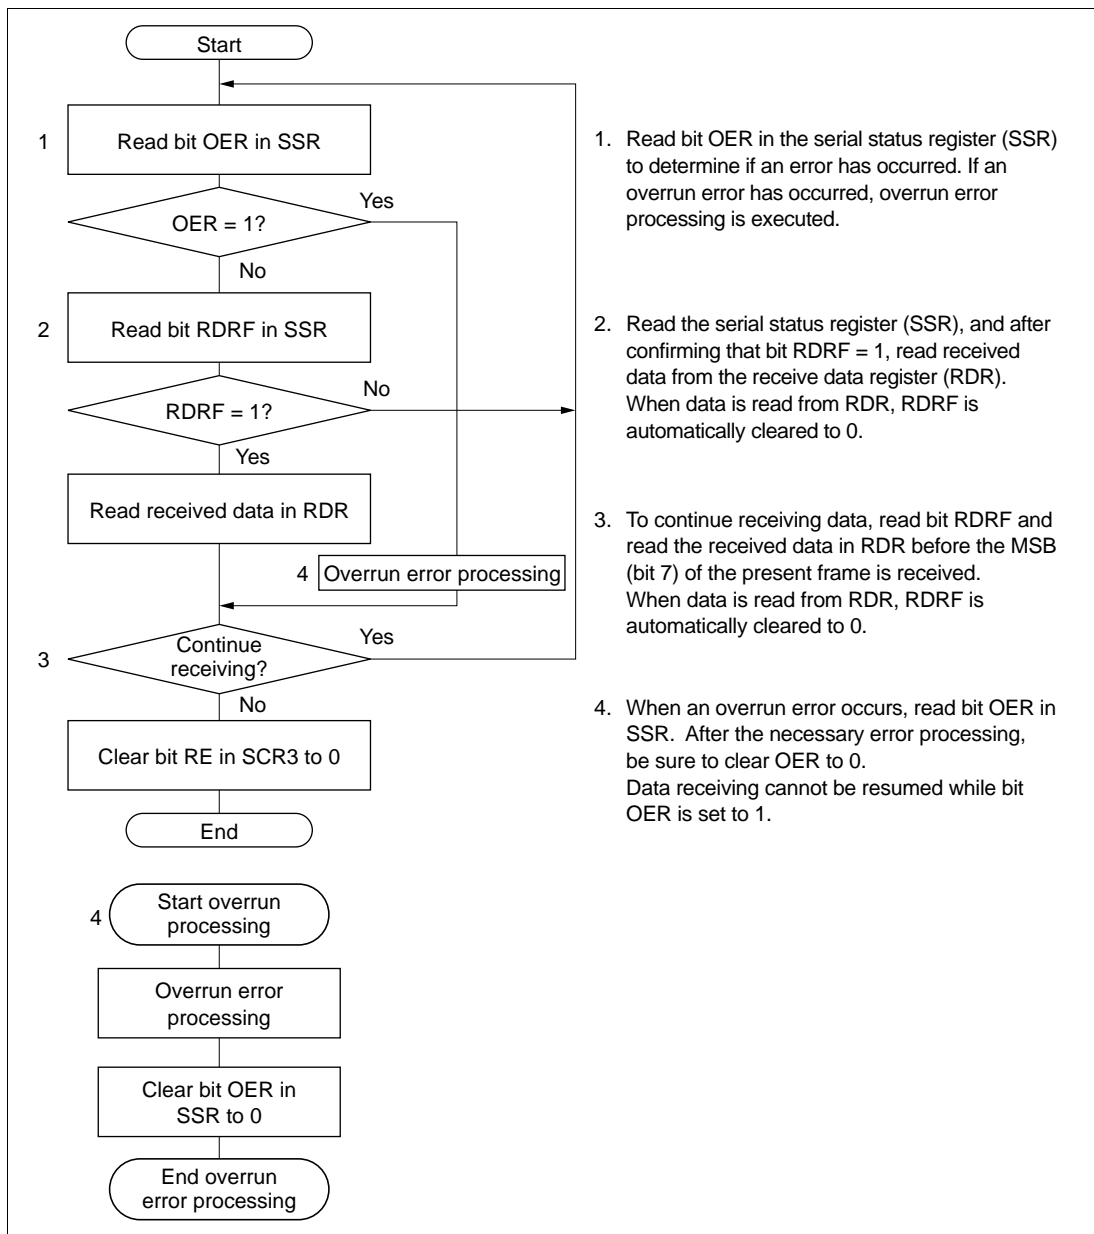 Start
1
Read bit OER in SSR
Yes
OER = 1?
No
2
Read bit RDRF in SSR
No
RDRF = 1?
Yes
Read received data in RDR
4
Overrun error processing
Yes
Continue
receiving?
3
No
Clear bit RE in SCR3 to 0
End
4
Start overrun
processing
Overrun error
processing
Clear bit OER in
SSR to 0
End overrun
error processing
1. Read bit OER in the serial status register (SSR)
to determine if an error has occurred. If an
overrun error has occurred, overrun error
processing is executed.
2. Read the serial status register (SSR), and after
confirming that bit RDRF = 1, read received
data from the receive data register (RDR).
When data is read from RDR, RDRF is
automatically cleared to 0.
3. To continue receiving data, read bit RDRF and
read the received data in RDR before the MSB
(bit 7) of the present frame is received.
When data is read from RDR, RDRF is
automatically cleared to 0.
4. When an overrun error occurs, read bit OER in
SSR. After the necessary error processing,
be sure to clear OER to 0.
Data receiving cannot be resumed while bit
OER is set to 1.